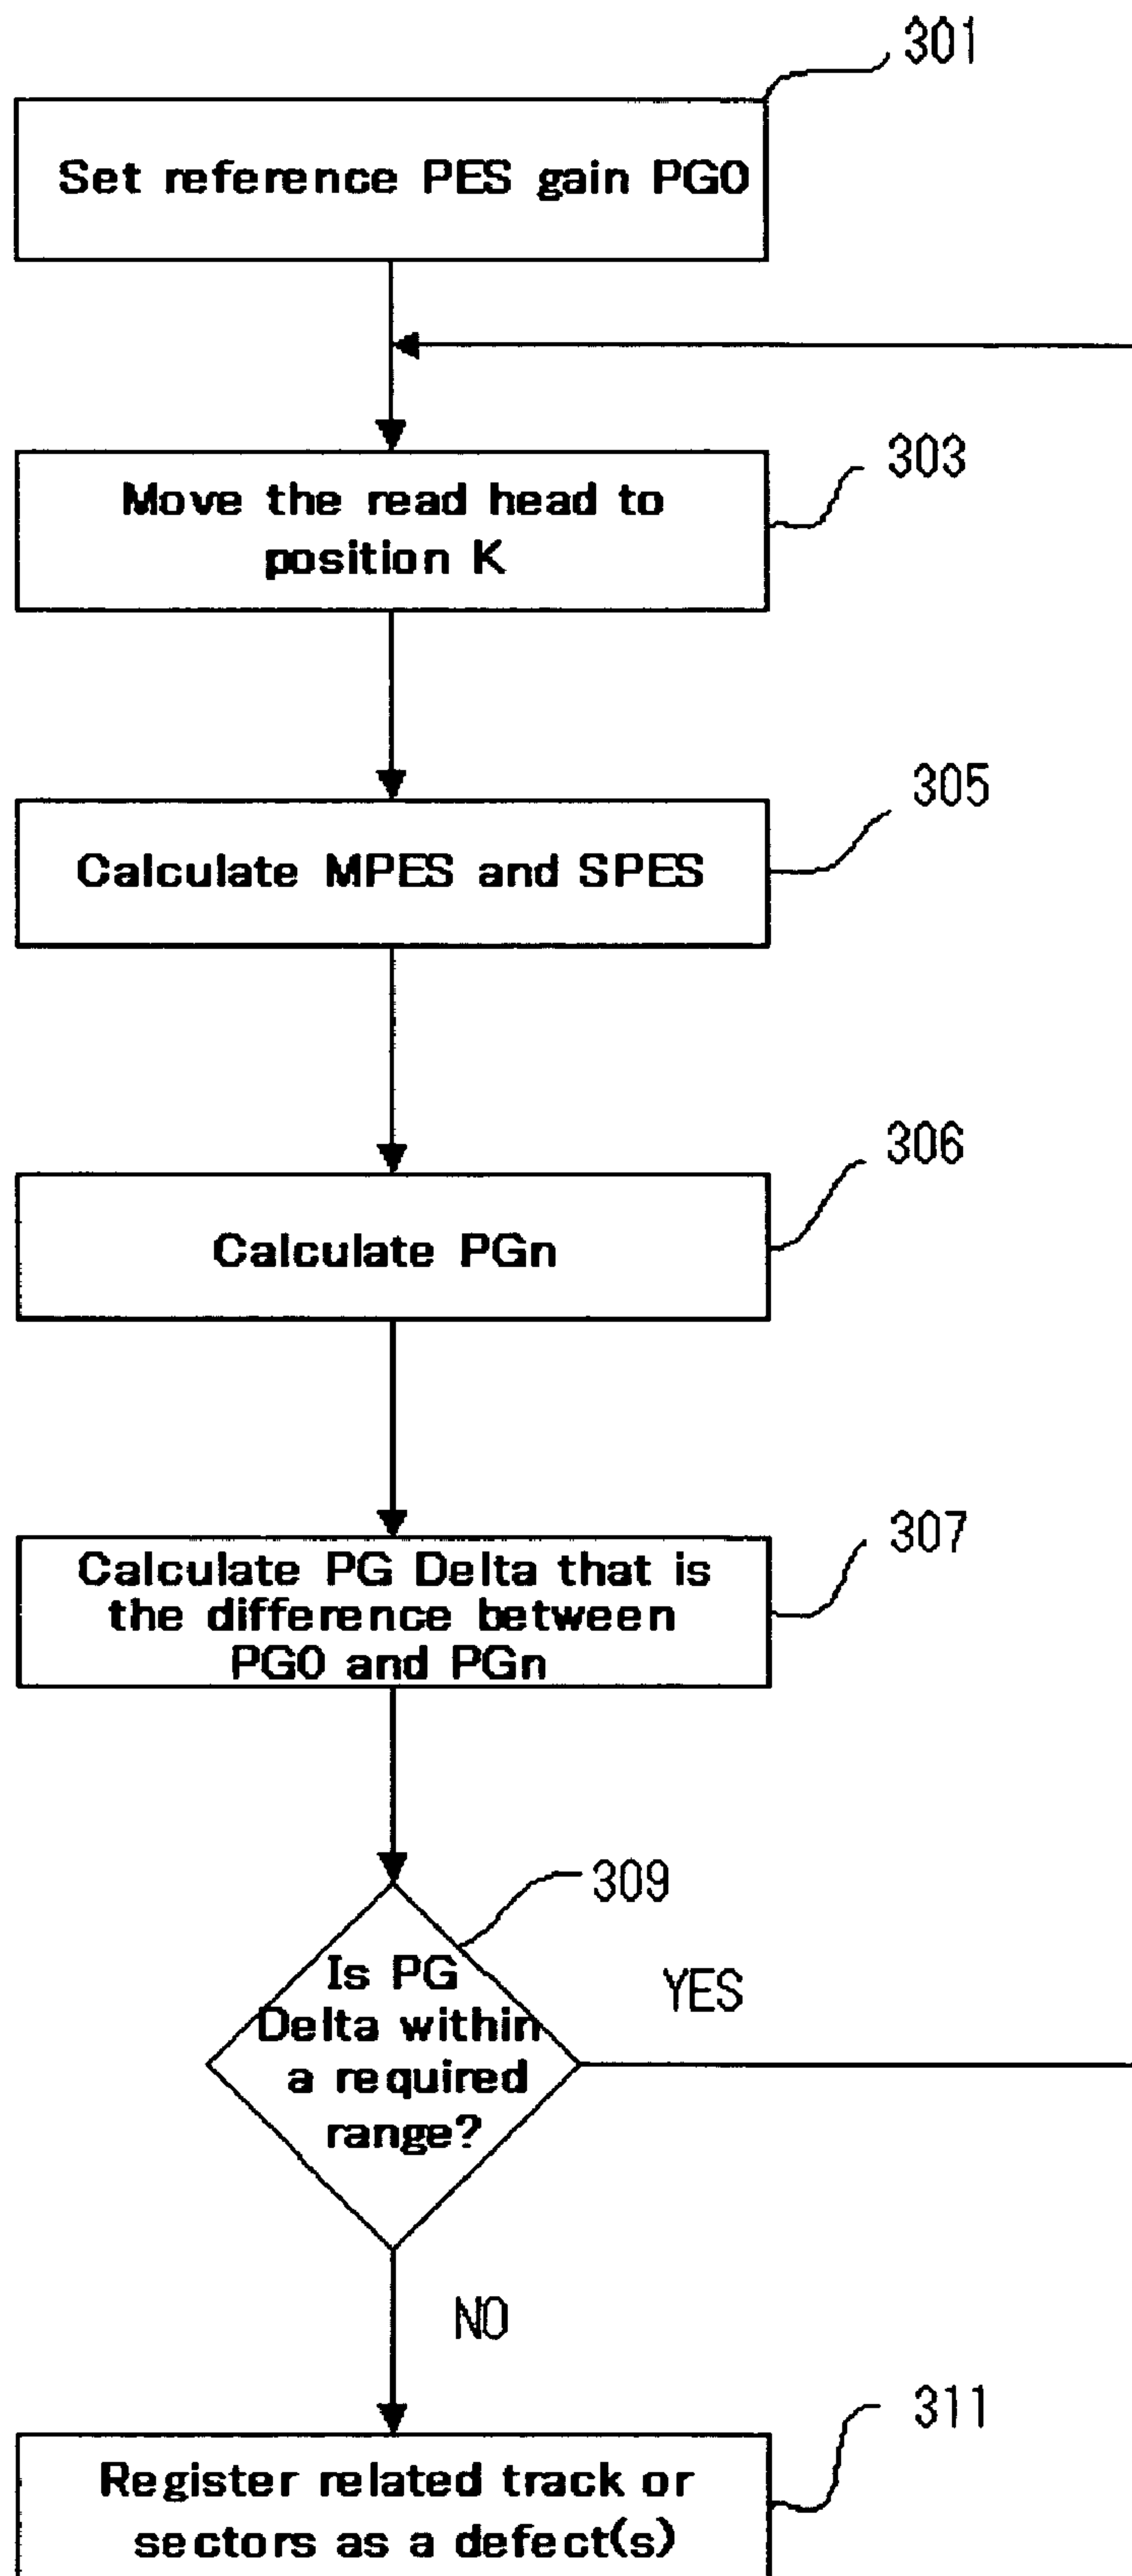 301
Set reference PES gain PG0
303
Move the read head to
position K
305
Calculate MPES and SPES
306
Calculate PGn
307
Calculate PG Delta that is
the difference between
PG0 and PGn
309
Is PG
Delta within
a required
range?
YES
NO
311
Register related track or
sectors as a defect(s)